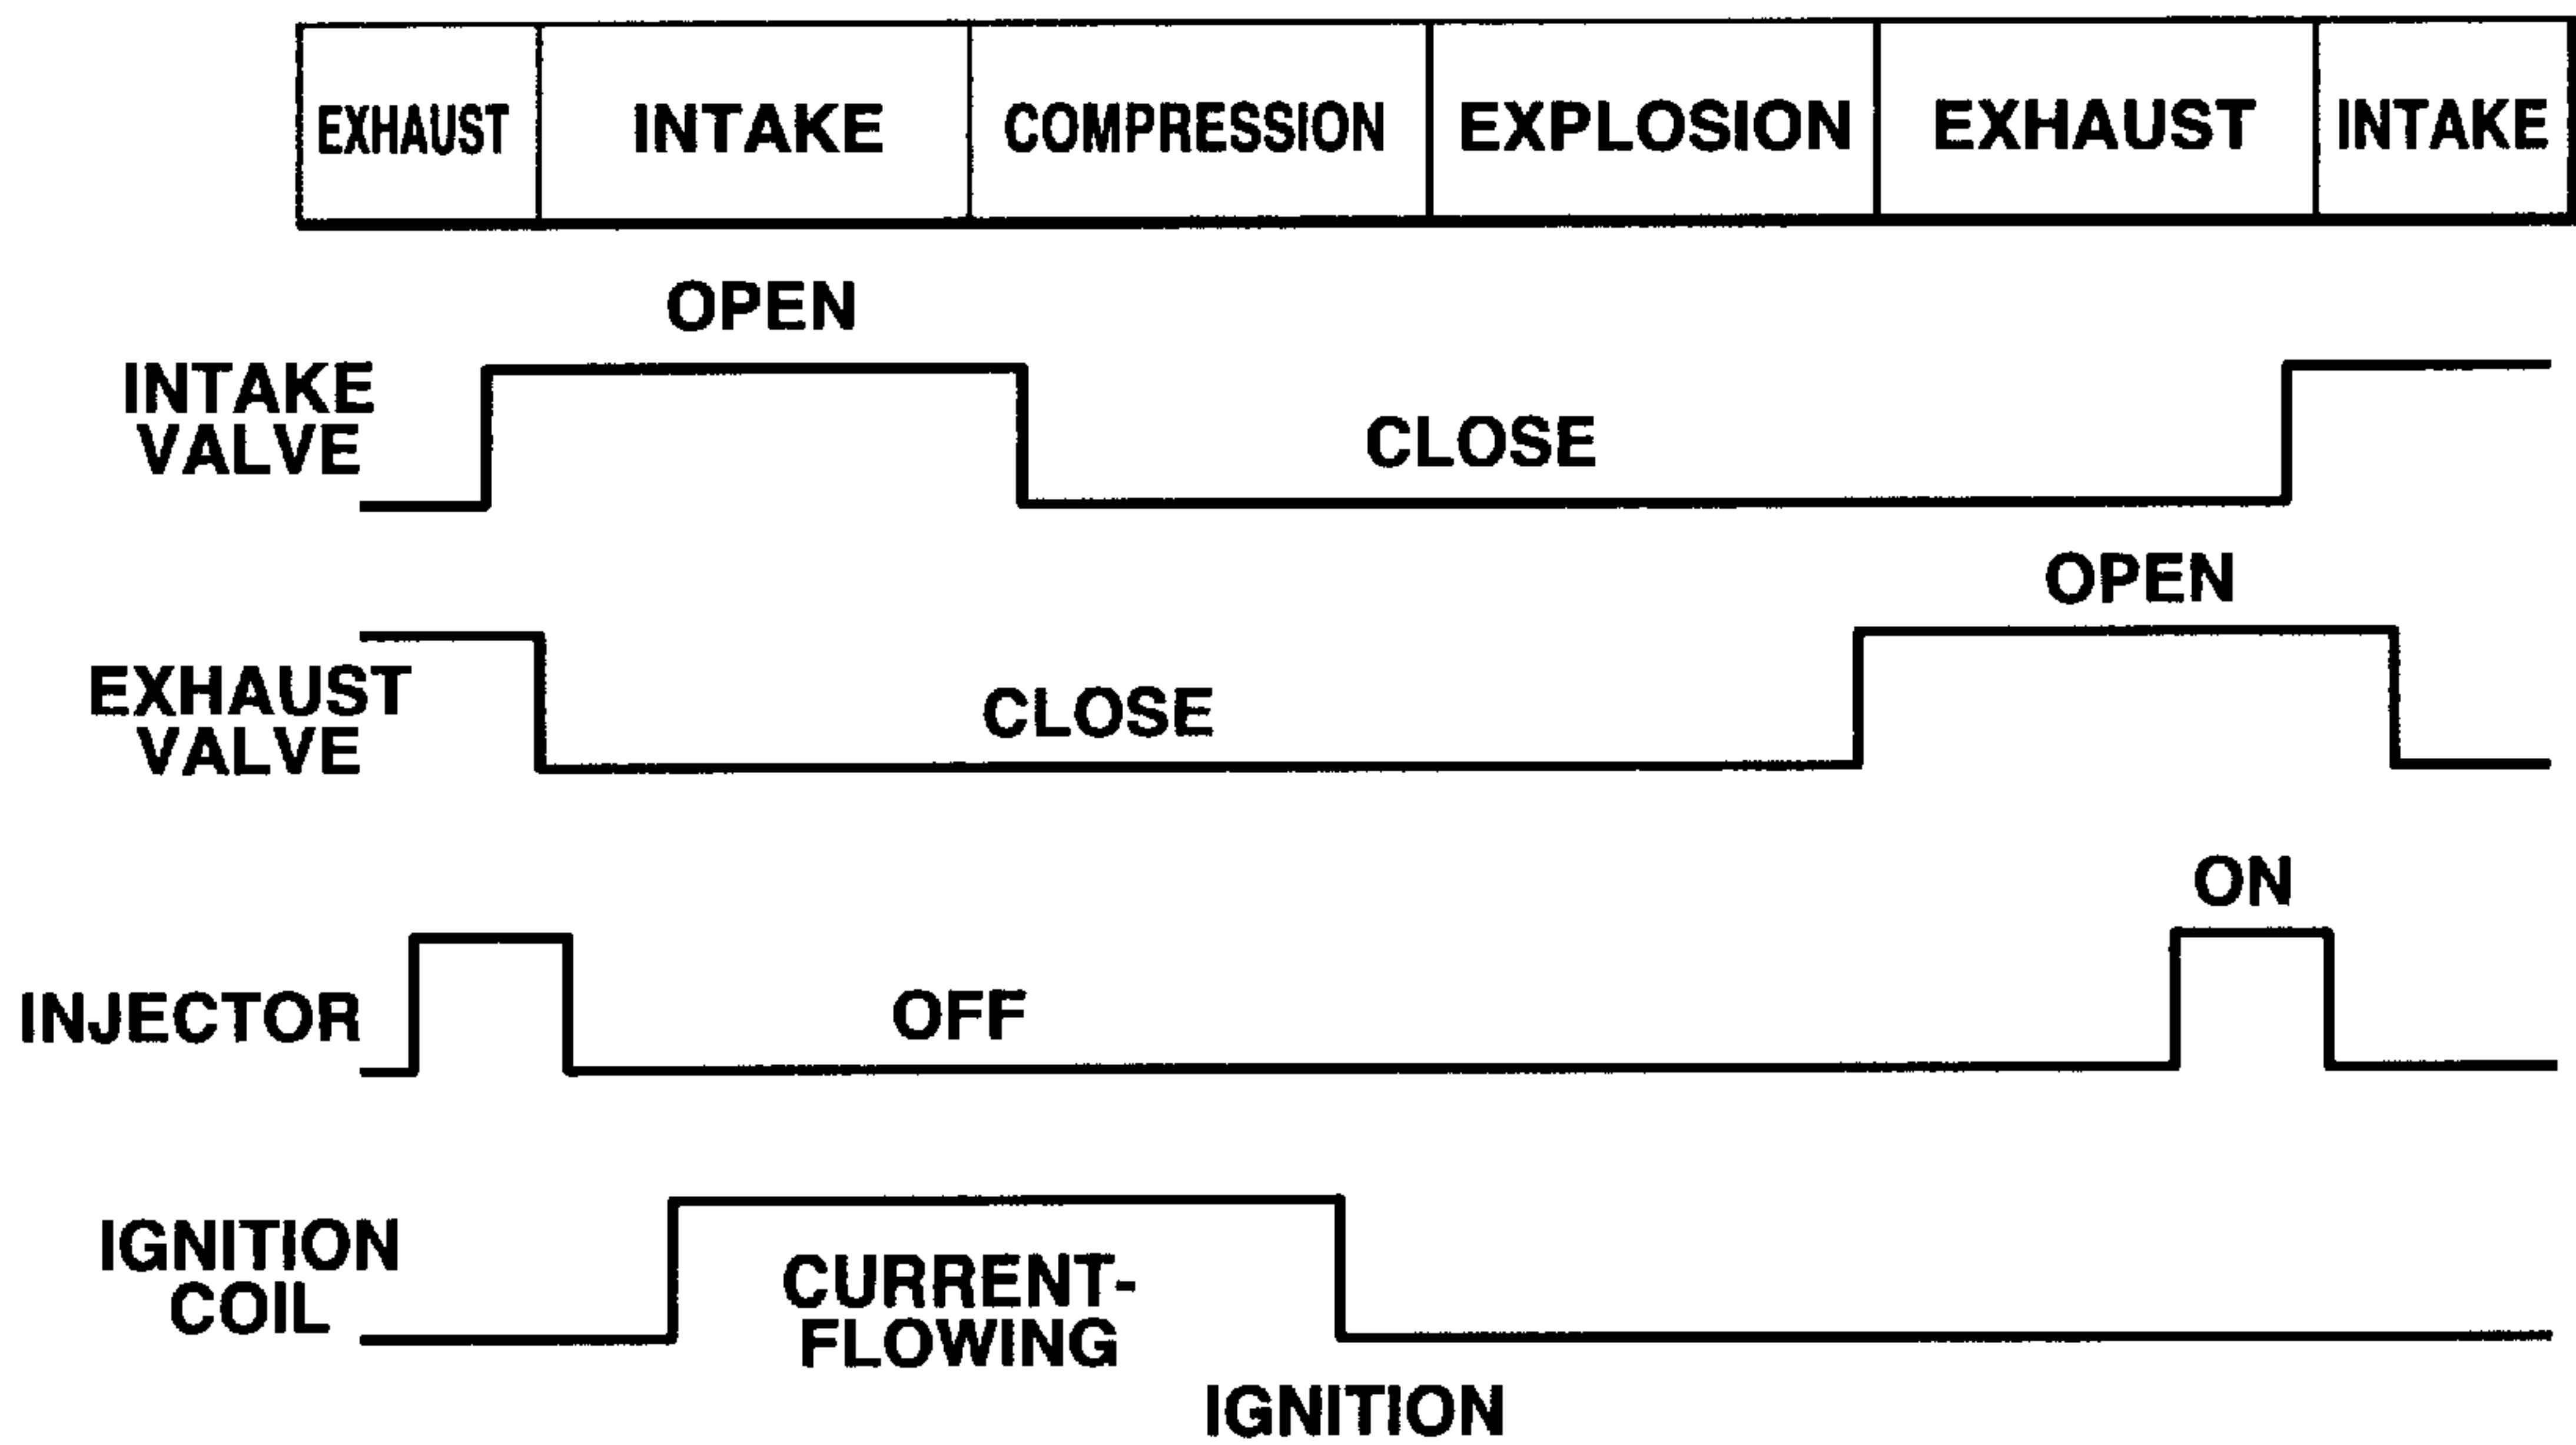 EXHAUST INTAKE COMPRESSION EXPLOSION EXHAUST INTAKE
OPEN
INTAKE
VALVE
CLOSE
OPEN
EXHAUST
VALVE
CLOSE
ON
INJECTOR
OFF
IGNITION
COIL
CURRENT-
FLOWING
IGNITION